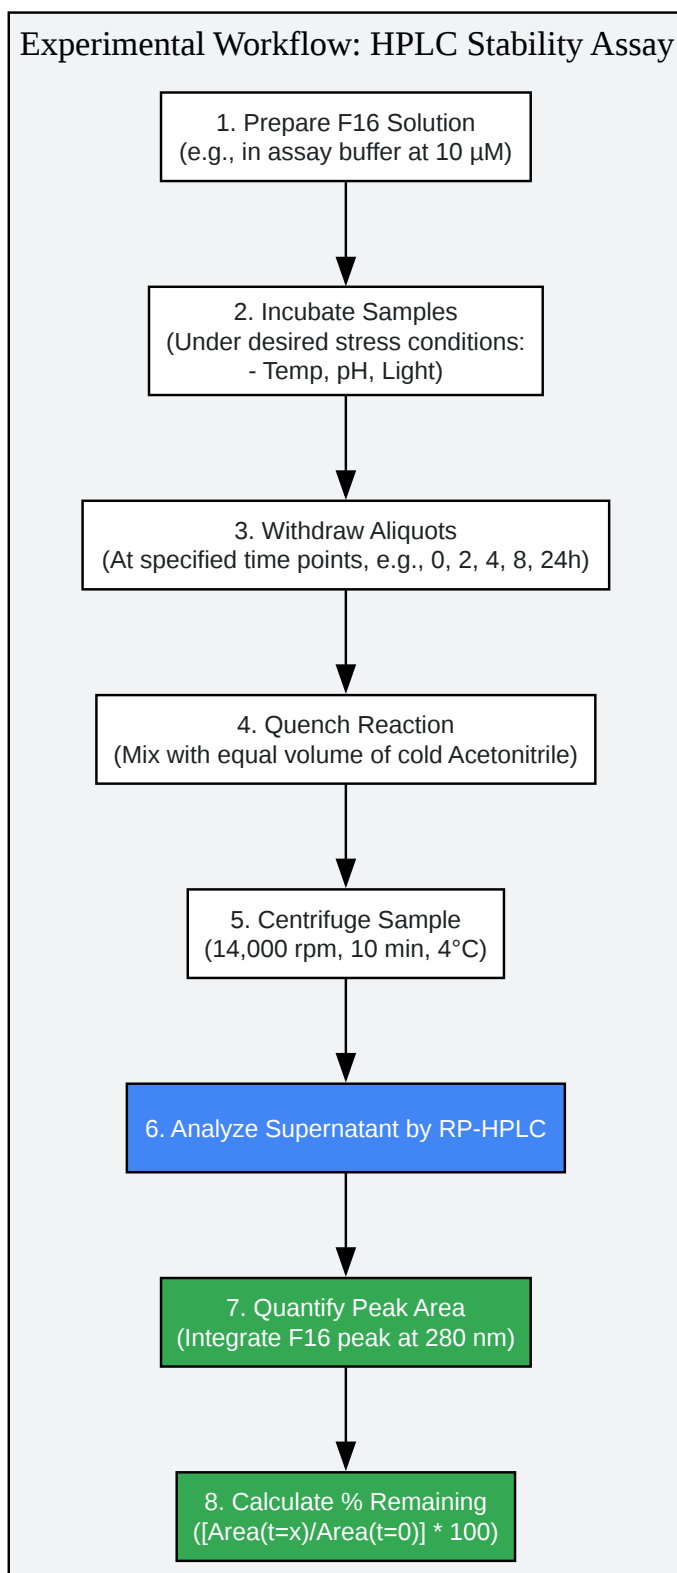 Experimental Workflow: HPLC Stability Assay
1. Prepare F16 Solution
(e.g., in assay buffer at 10 µM)
2. Incubate Samples
(Under desired stress conditions:
- Temp, pH, Light)
3. Withdraw Aliquots
(At specified time points, e.g., 0, 2, 4, 8, 24h)
4. Quench Reaction
(Mix with equal volume of cold Acetonitrile)
5. Centrifuge Sample
(14,000 rpm, 10 min, 4°C)
6. Analyze Supernatant by RP-HPLC
7. Quantify Peak Area
(Integrate F16 peak at 280 nm)
8. Calculate % Remaining
([Area(t=x)/Area(t=0)] * 100)